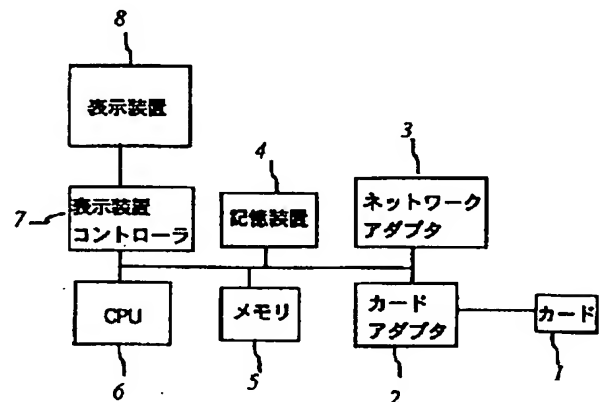 8
表示装置
3
4
7
表示装置
コントローラ
記憶装置
ネットワーク
アダプタ
CPU
メモリ
カード
アダプタ
カード
6
5
2
1